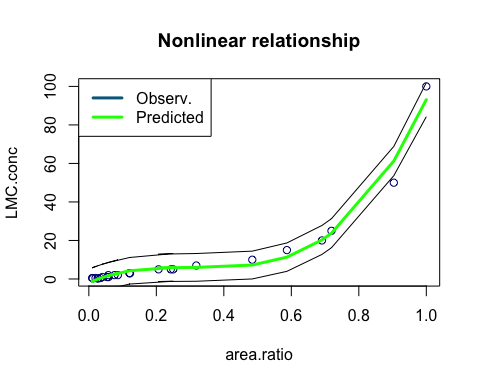 Nonlinear relationship
Observ.
Predicted
LMC.conc
0 20 40 60 80 100
0.0 0.2 0.4 0.6 0.8 1.0
area.ratio